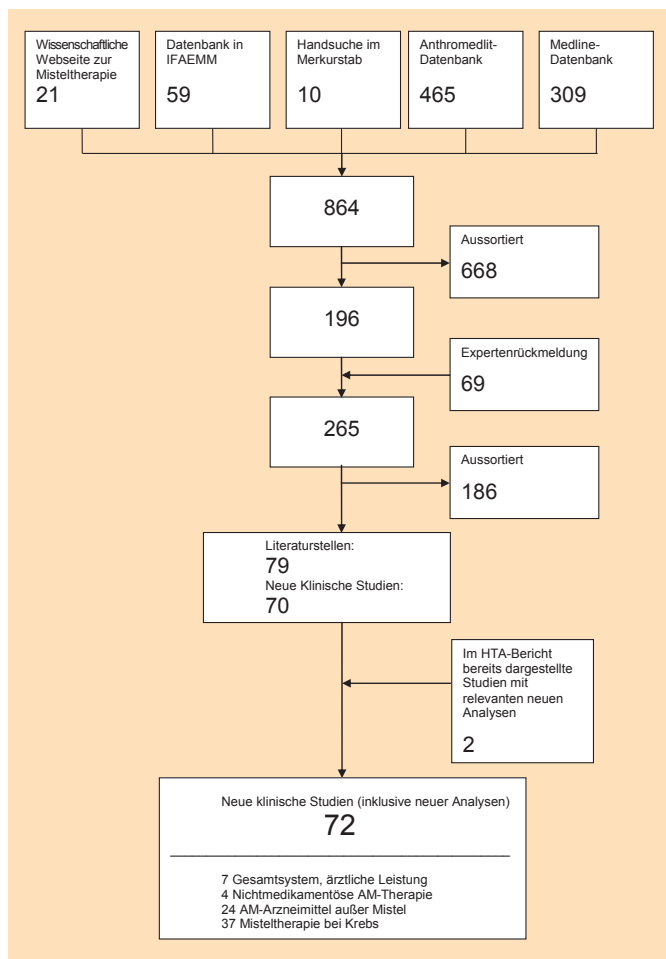 Wissenschaftliche
Webseite zur
Misteltherapie
21
Datenbank in
IFAEMM
59
Handsuche im
Merkurstab
10
Anthromedlit-
Datenbank
465
Medline-
Datenbank
309
864
Aussortiert
668
196
Expertenrückmeldung
69
265
Aussortiert
186
Literaturstellen:
79
Neue Klinische Studien:
70
Im HTA-Bericht
bereits dargestellte
Studien mit
relevanten neuen
Analysen
2
Neue klinische Studien (inklusive neuer Analysen)
72
7 Gesamtsystem, ärztliche Leistung
4 Nichtmedikamentöse AM-Therapie
24 AM-Arzneimittel außer Mistel
37 Misteltherapie bei Krebs